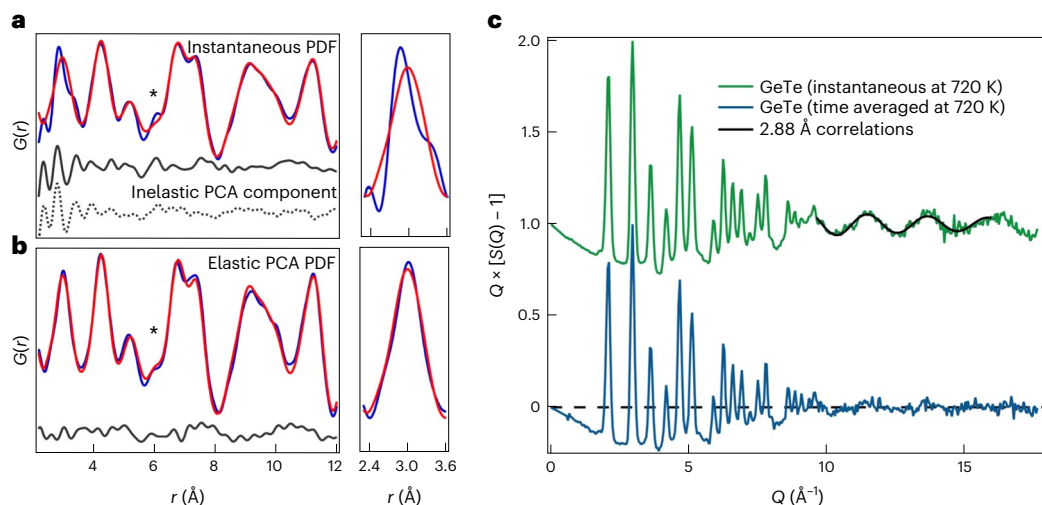 a
Instantaneous PDF
*
G(r)
Inelastic PCA component
b
Elastic PCA PDF
*
G(r)
4 6 8 10 12
r (Å)
2.4 3.0 3.6
c
2.0
GeTe (instantaneous at 720 K)
GeTe (time averaged at 720 K)
2.88 Å correlations
1.5
1.0
0.5
0
Q × [S(Q) − 1]
0 5 10 15
Q (Å⁻¹)